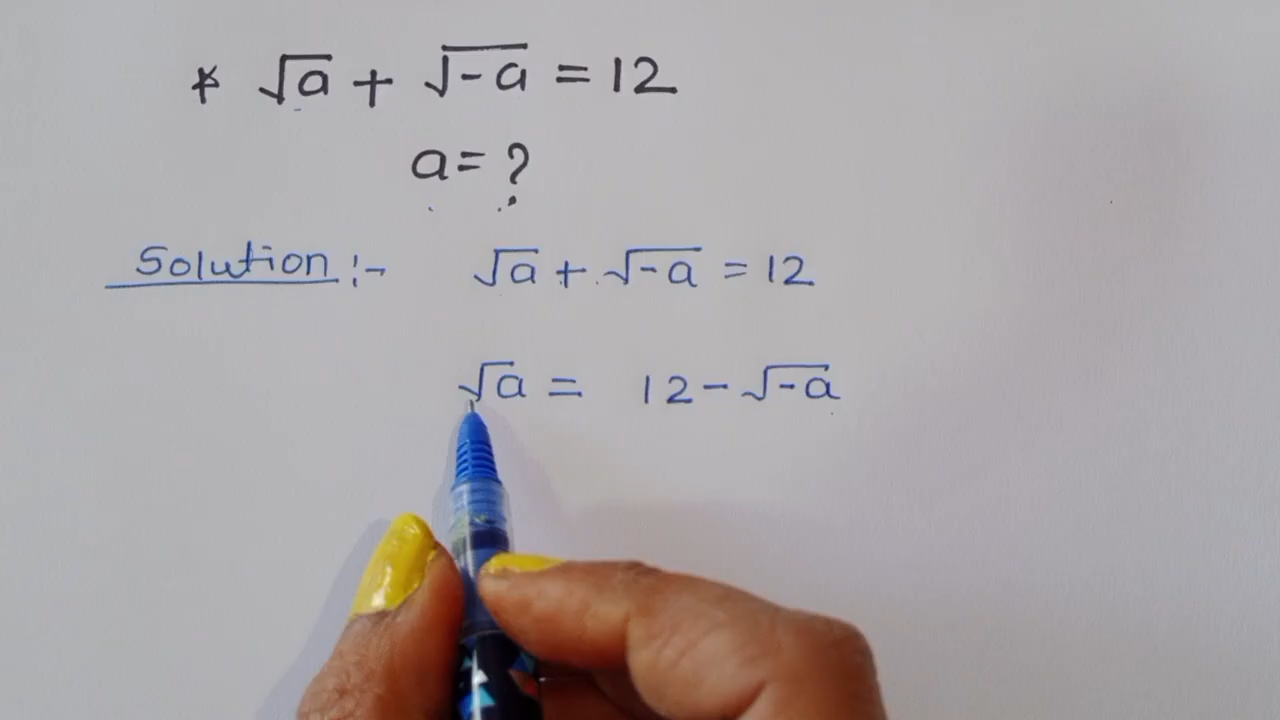 * √a + √-a = 12
a = ?
Solution :- √a + √-a = 12
√a = 12 - √-a